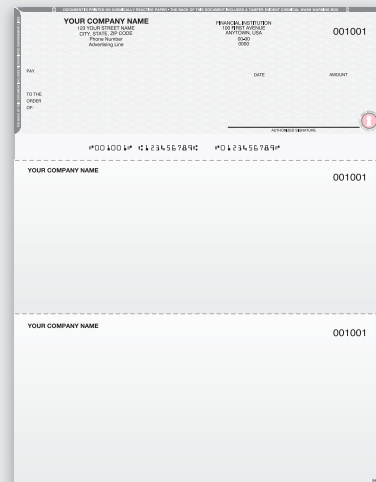 DOCUMENT IS PRINTED ON CHEMICALLY REACTIVE PAPER • THE BACK OF THIS DOCUMENT INCLUDES A TAMPER EVIDENT CHEMICAL WASH WARNING BOX
YOUR COMPANY NAME
123 YOUR STREET NAME
CITY, STATE, ZIP CODE
Phone Number
Advertising Line
FINANCIAL INSTITUTION
100 FIRST AVENUE
ANYTOWN, USA
00-00
0000
001001
PAY
DATE
AMOUNT
TO THE
ORDER
OF:
AUTHORIZED SIGNATURE
⑈001001⑈ ⑆123456789⑆ ⑈0123456789⑈
YOUR COMPANY NAME
001001
YOUR COMPANY NAME
001001